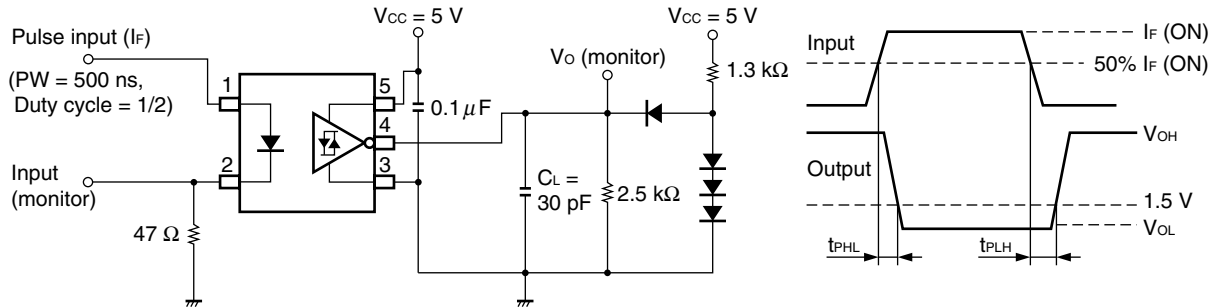 Pulse input (IF)
(PW = 500 ns,
Duty cycle = 1/2)
Input
(monitor)
47 Ω
1
2
5
4
3
VCC = 5 V
0.1 μF
VO (monitor)
CL =
30 pF
2.5 kΩ
VCC = 5 V
1.3 kΩ
Input
IF (ON)
50% IF (ON)
Output
VOH
1.5 V
VOL
tPHL
tPLH